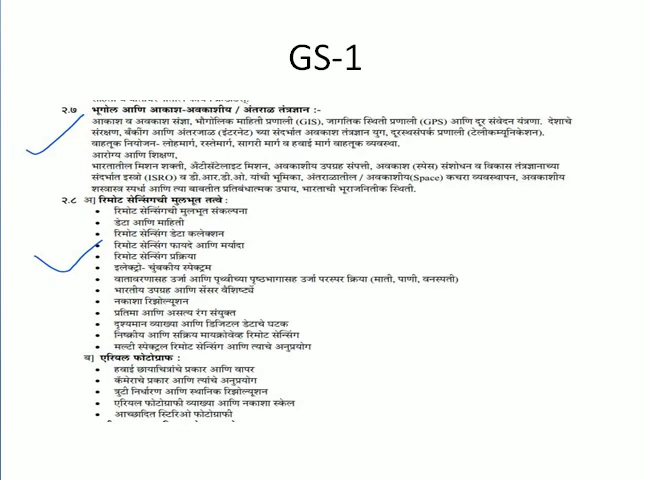 GS-1
२.७ भूगोल आणि आकाश-अवकाशीय / अंतराळ तंत्रज्ञान :-
आकाश व अवकाश संज्ञा, भौगोलिक माहिती प्रणाली (GIS), जागतिक स्थिती प्रणाली (GPS) आणि दूर संवेदन यंत्रणा. देशाचे
संरक्षण, बँकींग आणि अंतरजाळ (इंटरनेट) च्या संदर्भात अवकाश तंत्रज्ञान युग, दूरस्थसंपर्क प्रणाली (टेलीकाम्युनिकेशन).
वाहतूक नियोजन- लोहमार्ग, रस्तेमार्ग, सागरी मार्ग व हवाई मार्ग वाहतूक व्यवस्था.
आरोग्य आणि शिक्षण,
भारतातील मिशन शक्ती, अँटीसॅटेलाइट मिशन, अवकाशीय उपग्रह संपत्ती, अवकाश (स्पेस) संशोधन व विकास तंत्रज्ञानाच्या
संदर्भात इस्त्रो (ISRO) व डी.आर.डी.ओ. यांची भूमिका, अंतराळातील / अवकाशीय(Space) कचरा व्यवस्थापन, अवकाशीय
शस्त्रास्त्र स्पर्धा आणि त्या बाबतीत प्रतिबंधात्मक उपाय, भारताची भूराजनितीक स्थिती.
२.८ अ] रिमोट सेन्सिंगची मुलभूत तत्वे :
• रिमोट सेन्सिंगची मुलभूत संकल्पना
• डेटा आणि माहिती
• रिमोट सेन्सिंग डेटा कलेक्शन
• रिमोट सेन्सिंग फायदे आणि मर्यादा
• रिमोट सेन्सिंग प्रक्रिया
• इलेक्ट्रो- चुंबकीय स्पेक्ट्रम
• वातावरणासह उर्जा आणि पृथ्वीच्या पृष्ठभागासह उर्जा परस्पर क्रिया (माती, पाणी, वनस्पती)
• भारतीय उपग्रह आणि सेंसर वैशिष्ट्ये
• नकाशा रिझोल्यूशन
• प्रतिमा आणि असत्य रंग संयुक्त
• दृश्यमान व्याख्या आणि डिजिटल डेटाचे घटक
• निष्क्रीय आणि सक्रिय मायक्रोवेव्ह रिमोट सेन्सिंग
• मल्टी स्पेक्ट्रल रिमोट सेन्सिंग आणि त्याचे अनुप्रयोग
ब] एरियल फोटोग्राफ :
• हवाई छायाचित्रांचे प्रकार आणि वापर
• कॅमेराचे प्रकार आणि त्यांचे अनुप्रयोग
• त्रुटी निर्धारण आणि स्थानिक रिझोल्यूशन
• एरियल फोटोग्राफी व्याख्या आणि नकाशा स्केल
• आच्छादित स्टिरिओ फोटोग्राफी